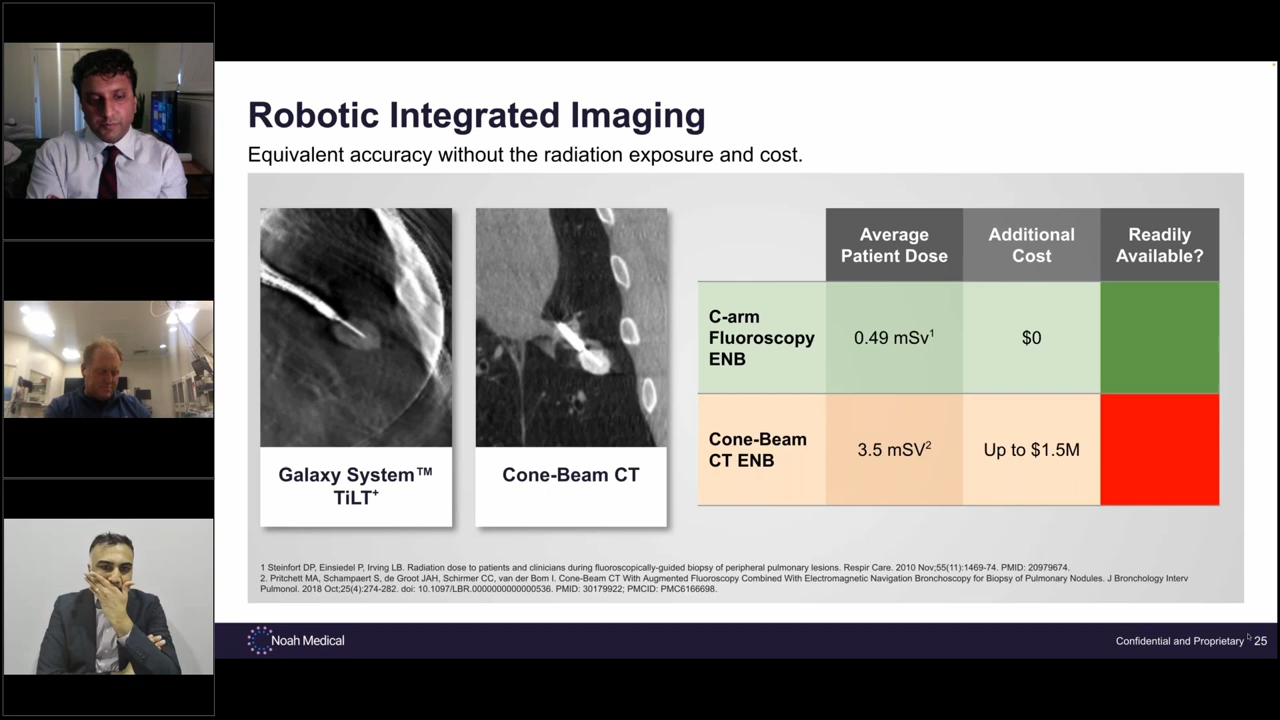 Robotic Integrated Imaging
Equivalent accuracy without the radiation exposure and cost.
Galaxy System™
TiLT+
Cone-Beam CT
Average
Patient Dose
Additional
Cost
Readily
Available?
C-arm
Fluoroscopy
ENB
0.49 mSv1
$0
Cone-Beam
CT ENB
3.5 mSV2
Up to $1.5M
1 Steinfort DP, Einsiedel P, Irving LB. Radiation dose to patients and clinicians during fluoroscopically-guided biopsy of peripheral pulmonary lesions. Respir Care. 2010 Nov;55(11):1469-74. PMID: 20979674.
2. Pritchett MA, Schampaert S, de Groot JAH, Schirmer CC, van der Bom I. Cone-Beam CT With Augmented Fluoroscopy Combined With Electromagnetic Navigation Bronchoscopy for Biopsy of Pulmonary Nodules. J Bronchology Interv
Pulmonol. 2018 Oct;25(4):274-282. doi: 10.1097/LBR.0000000000000536. PMID: 30179922; PMCID: PMC6166698.
Noah Medical
Confidential and Proprietary 25